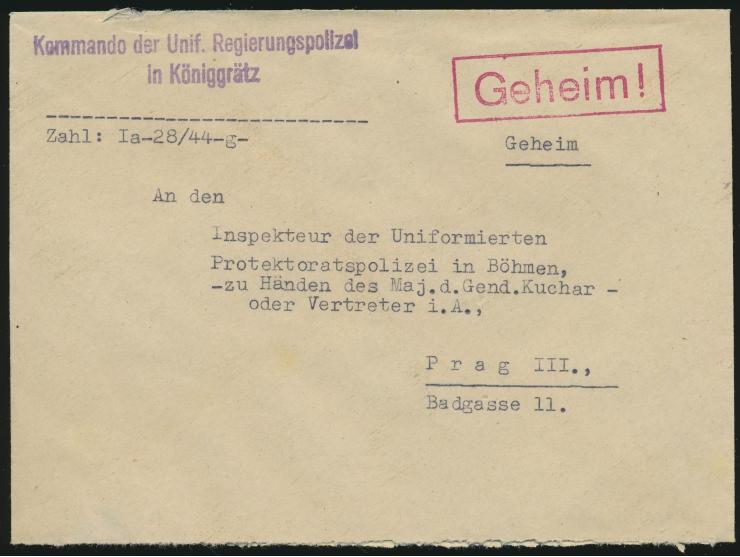 Kommando der Unif. Regierungspolizei
in Königgrätz
Geheim!
Zahl: Ia-28/44-g-
Geheim
An den
Inspekteur der Uniformierten
Protektoratspolizei in Böhmen,
-zu Händen des Maj.d.Gend.Kuchar -
oder Vertreter i.A.,
P r a g III.,
Badgasse 11.